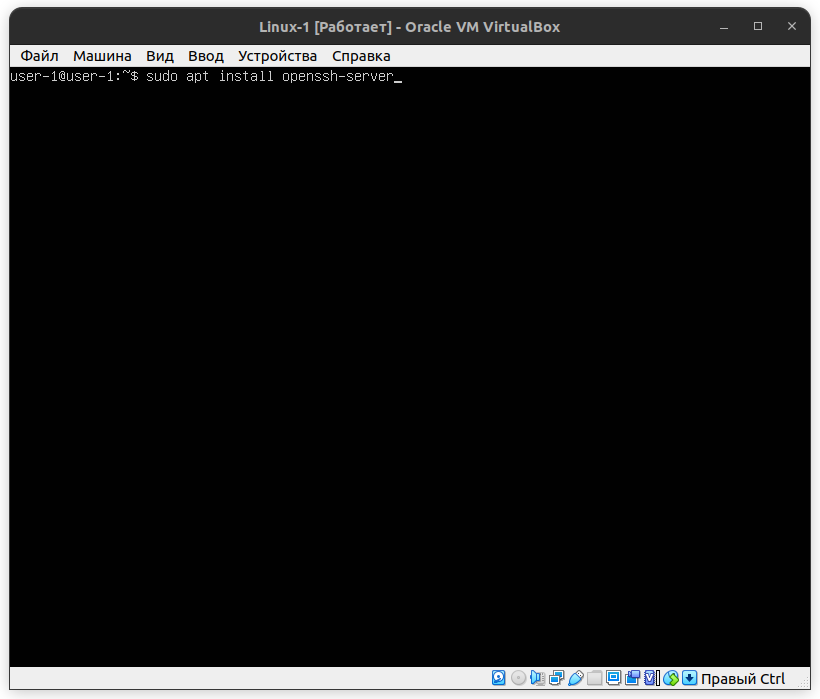 Linux-1 [Работает] - Oracle VM VirtualBox
Файл Машина Вид Ввод Устройства Справка
user-1@user-1:~$ sudo apt install openssh-server_
Правый Ctrl